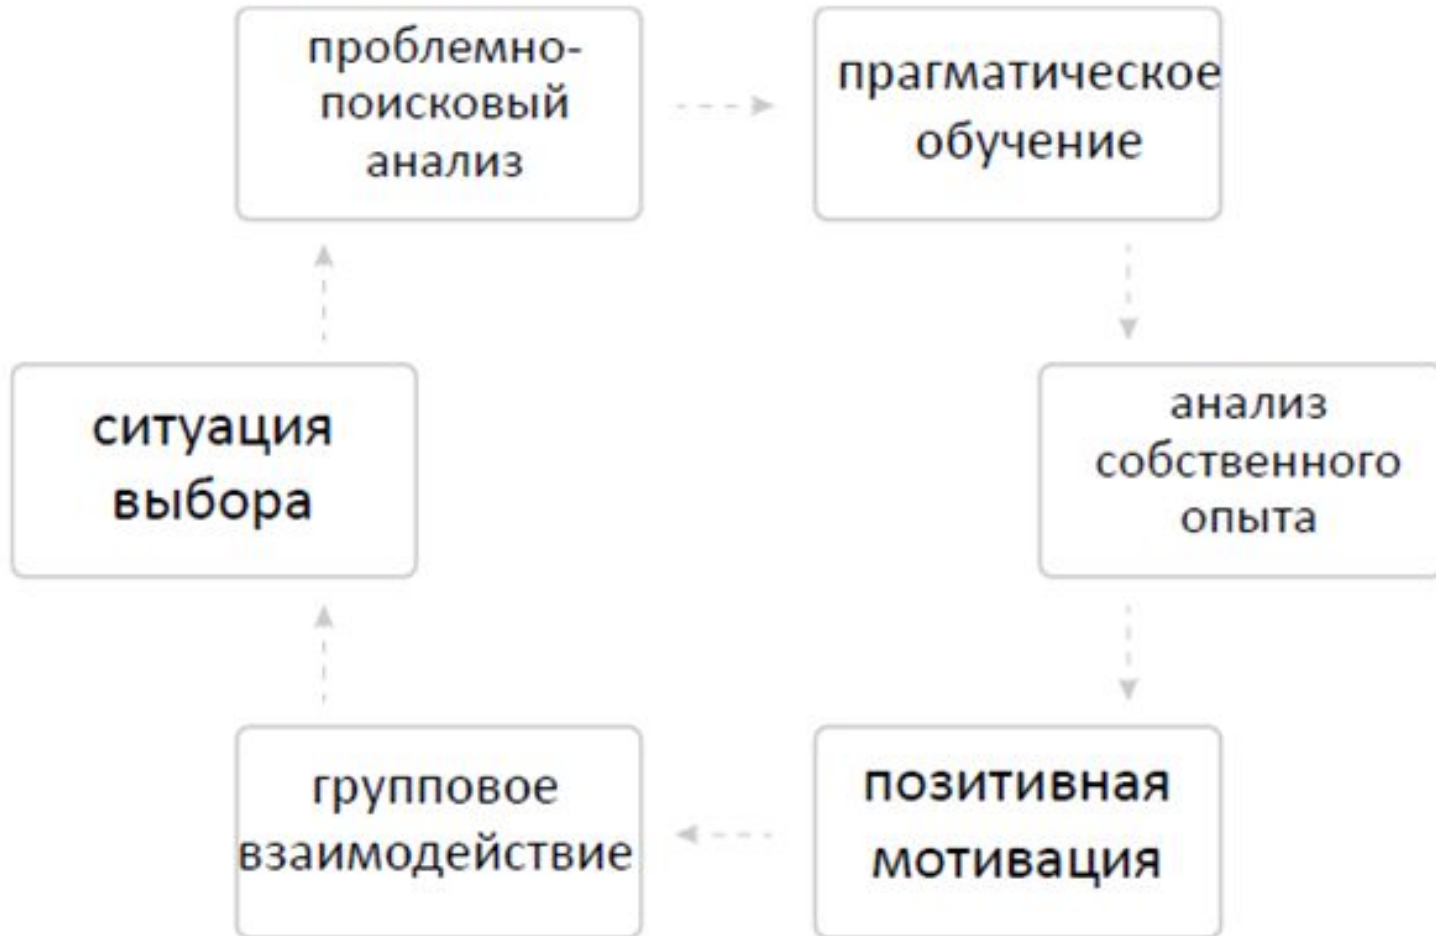 проблемно-
поисковый
анализ
прагматическое
обучение
анализ
собственного
опыта
позитивная
мотивация
групповое
взаимодействие
ситуация
выбора